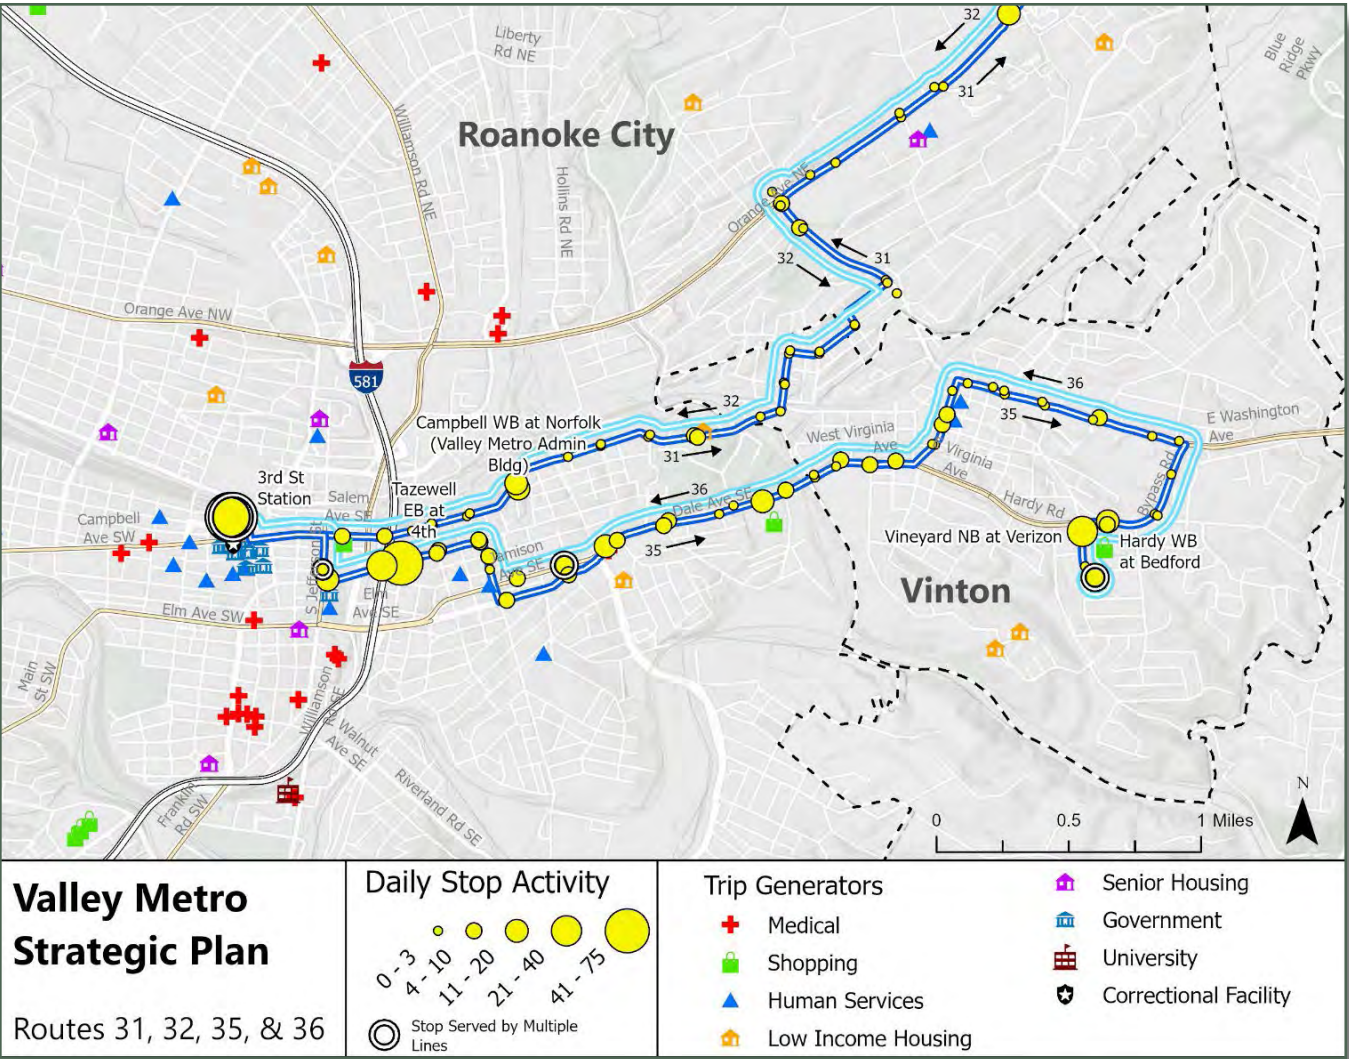 32
Liberty
Rd NE
Blue
Ridge
Pkwy
31
Williamson Rd NE
Roanoke City
Hollins Rd NE
Orange Ave NE
32
31
Orange Ave NW
581
36
32
Campbell WB at Norfolk
(Valley Metro Admin
Bldg)
35
E Washington
Ave
West Virginia
Ave
31
Virginia
Ave
3rd St
Station
Tazewell
EB at
4th
Salem
Ave SE
36
Dale Ave SE
Hardy Rd
Bypass Rd
Campbell
Ave SW
Vineyard NB at Verizon
Hardy WB
at Bedford
35
Jamison
Ave SE
S Jefferson St
Elm
Ave SE
Vinton
Elm Ave SW
Main
St SW
Williamson
Rd SE
Walnut
Ave SE
Riverland Rd SE
Franklin
Rd SW
N
0 0.5 1 Miles
Valley Metro
Strategic Plan
Routes 31, 32, 35, & 36
Daily Stop Activity
0 - 3
4 - 10
11 - 20
21 - 40
41 - 75
Stop Served by Multiple
Lines
Trip Generators
Medical
Shopping
Human Services
Low Income Housing
Senior Housing
Government
University
Correctional Facility